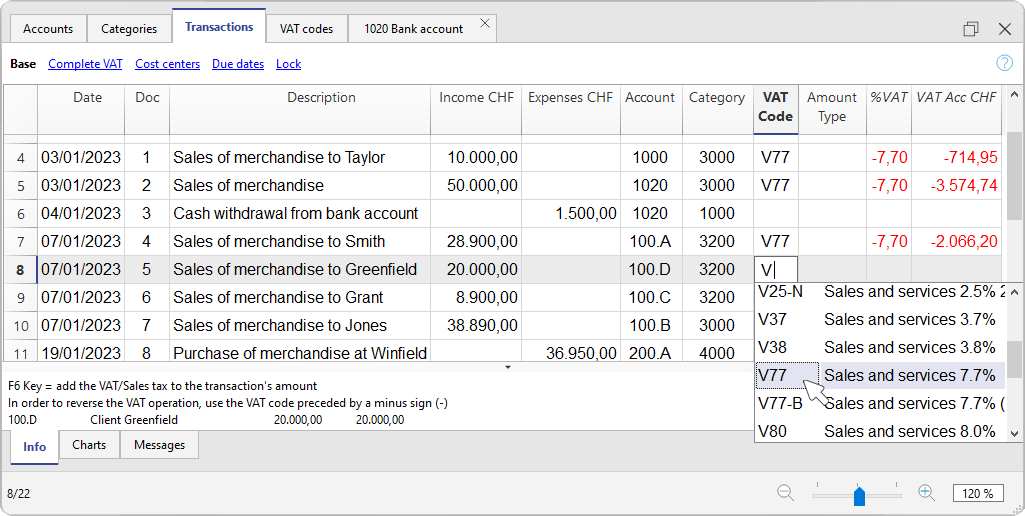 Accounts Categories Transactions VAT codes 1020 Bank account
Base Complete VAT Cost centers Due dates Lock
Date Doc Description Income CHF Expenses CHF Account Category VAT Code Amount Type %VAT VAT Acc CHF
4 03/01/2023 1 Sales of merchandise to Taylor 10.000,00 1000 3000 V77 -7,70 -714,95
5 03/01/2023 2 Sales of merchandise 50.000,00 1020 3000 V77 -7,70 -3.574,74
6 04/01/2023 3 Cash withdrawal from bank account 1.500,00 1020 1000
7 07/01/2023 4 Sales of merchandise to Smith 28.900,00 100.A 3200 V77 -7,70 -2.066,20
8 07/01/2023 5 Sales of merchandise to Greenfield 20.000,00 100.D 3200 V
9 07/01/2023 6 Sales of merchandise to Grant 8.900,00 100.C 3200
10 07/01/2023 7 Sales of merchandise to Jones 38.890,00 100.B 3000
11 19/01/2023 8 Purchase of merchandise at Winfield 36.950,00 200.A 4000
V25-N Sales and services 2.5% 2
V37 Sales and services 3.7%
V38 Sales and services 3.8%
V77 Sales and services 7.7%
V77-B Sales and services 7.7% (
V80 Sales and services 8.0%
F6 Key = add the VAT/Sales tax to the transaction's amount
In order to reverse the VAT operation, use the VAT code preceded by a minus sign (-)
100.D Client Greenfield 20.000,00 20.000,00
Info Charts Messages
8/22 120 %